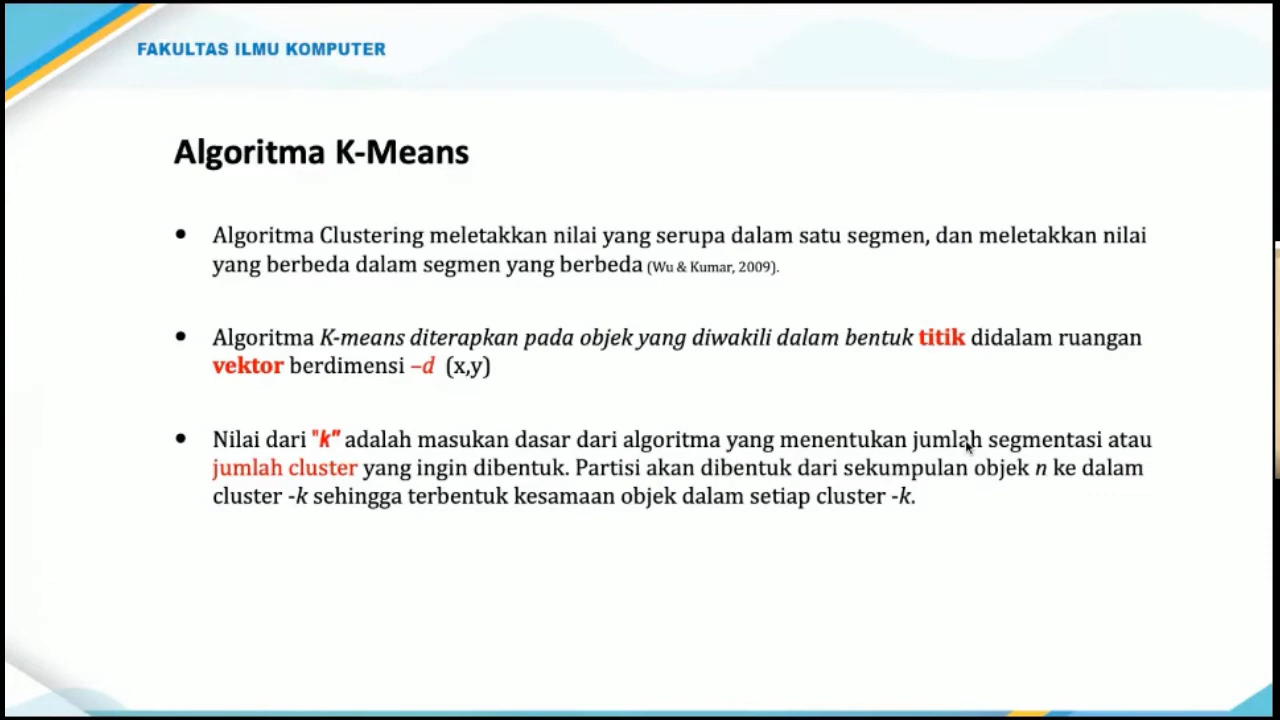 FAKULTAS ILMU KOMPUTER
Algoritma K-Means
• Algoritma Clustering meletakkan nilai yang serupa dalam satu segmen, dan meletakkan nilai
yang berbeda dalam segmen yang berbeda (Wu & Kumar, 2009).
• Algoritma K-means diterapkan pada objek yang diwakili dalam bentuk titik didalam ruangan
vektor berdimensi –d (x,y)
• Nilai dari "k" adalah masukan dasar dari algoritma yang menentukan jumlah segmentasi atau
jumlah cluster yang ingin dibentuk. Partisi akan dibentuk dari sekumpulan objek n ke dalam
cluster -k sehingga terbentuk kesamaan objek dalam setiap cluster -k.